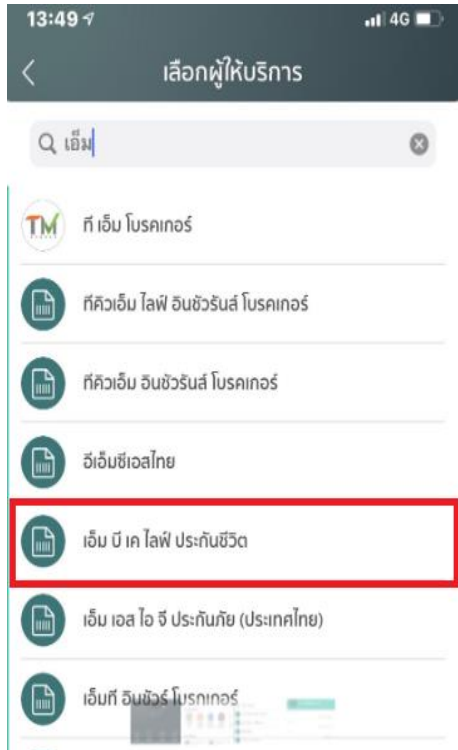 13:49
4G
เลือกผู้ให้บริการ
เอ็ม
TM
ที เอ็ม โบรคเกอร์
ทีคิวเอ็ม ไลฟ์ อินชัวรันส์ โบรคเกอร์
ทีคิวเอ็ม อินชัวรันส์ โบรคเกอร์
อีเอ็มซีเอสไทย
เอ็ม บี เค ไลฟ์ ประกันชีวิต
เอ็ม เอส ไอ จี ประกันภัย (ประเทศไทย)
เอ็มที อินชัวร์ โบรกเกอร์